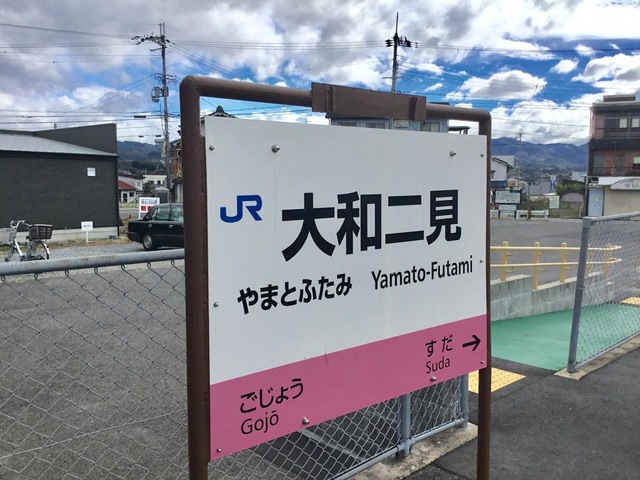 JR 大和二見
やまとふたみ Yamato-Futami
すだ →
Suda
ごじょう
Gojō